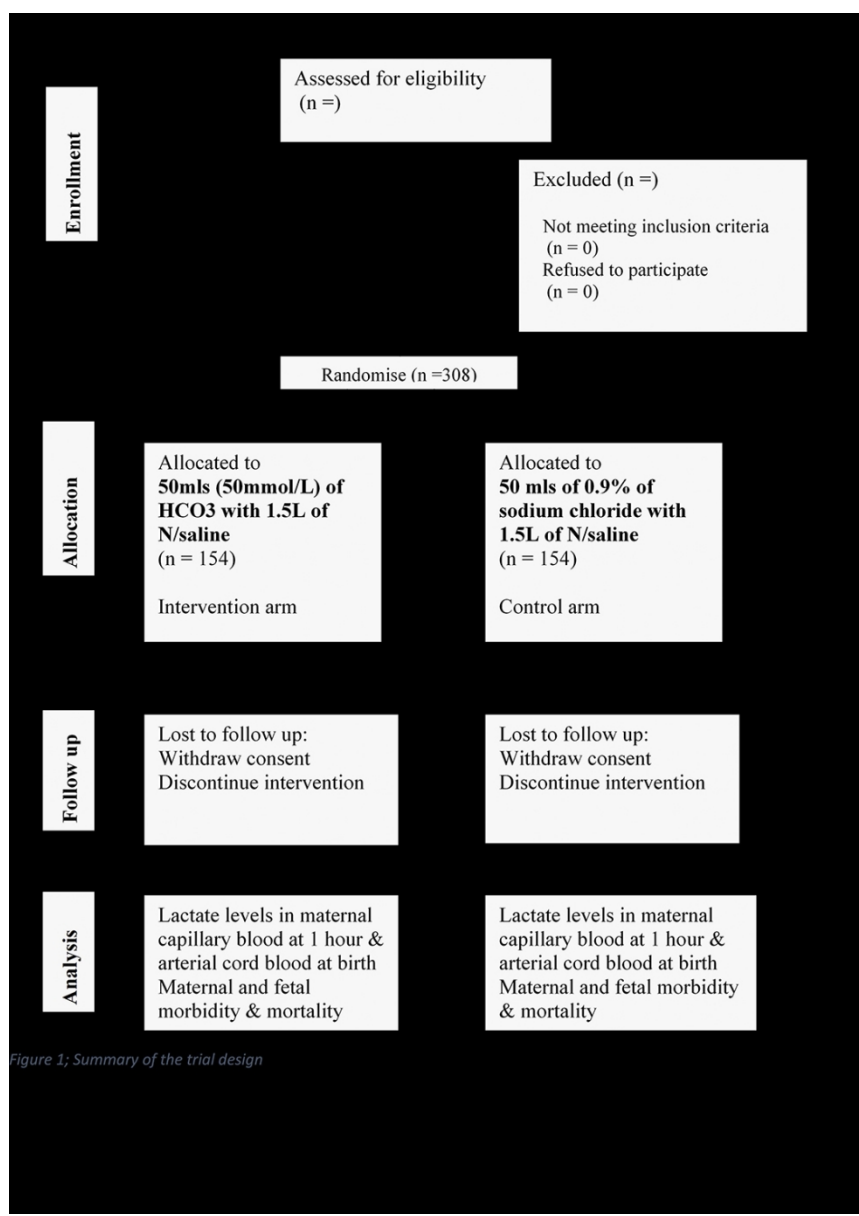 Assessed for eligibility
(n =)
Enrollment
Excluded (n =)
Not meeting inclusion criteria
(n = 0)
Refused to participate
(n = 0)
Randomise (n =308)
Allocation
Allocated to
50mls (50mmol/L) of
HCO3 with 1.5L of
N/saline
(n = 154)
Intervention arm
Allocated to
50 mls of 0.9% of
sodium chloride with
1.5L of N/saline
(n = 154)
Control arm
Follow up
Lost to follow up:
Withdraw consent
Discontinue intervention
Lost to follow up:
Withdraw consent
Discontinue intervention
Analysis
Lactate levels in maternal
capillary blood at 1 hour &
arterial cord blood at birth
Maternal and fetal
morbidity & mortality
Lactate levels in maternal
capillary blood at 1 hour &
arterial cord blood at birth
Maternal and fetal morbidity
& mortality
Figure 1; Summary of the trial design